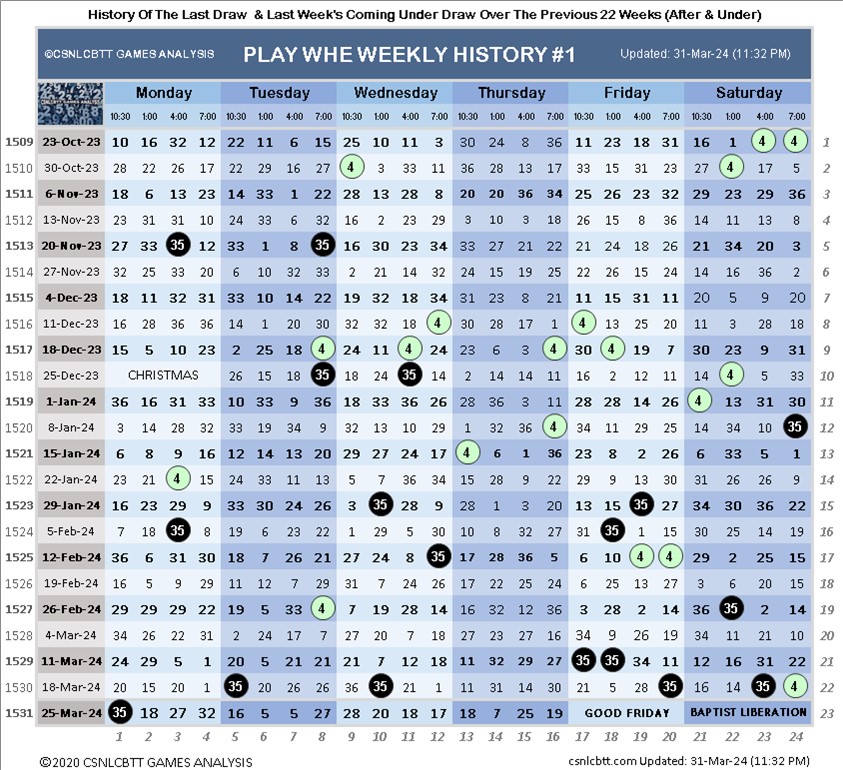 History Of The Last Draw & Last Week's Coming Under Draw Over The Previous 22 Weeks (After & Under)
©CSNLCBTT GAMES ANALYSIS PLAY WHE WEEKLY HISTORY #1 Updated: 31-Mar-24 (11:32 PM)
Monday Tuesday Wednesday Thursday Friday Saturday
10:30 1:00 4:00 7:00 10:30 1:00 4:00 7:00 10:30 1:00 4:00 7:00 10:30 1:00 4:00 7:00 10:30 1:00 4:00 7:00 10:30 1:00 4:00 7:00
1509 23-Oct-23 10 16 32 12 22 11 6 15 25 10 11 3 30 24 8 36 11 23 18 31 16 1 4 4 1
1510 30-Oct-23 28 22 26 17 22 29 16 27 4 3 33 11 36 28 13 17 33 15 31 2 27 4 17 5 2
1511 6-Nov-23 18 6 13 23 14 33 1 22 28 13 28 8 20 20 36 34 25 26 23 32 29 23 29 36 3
1512 13-Nov-23 23 31 31 10 24 33 6 32 16 2 23 29 3 10 3 18 26 15 8 36 14 11 13 8 4
1513 20-Nov-23 27 33 35 12 33 1 8 35 16 30 23 34 33 27 21 22 21 24 18 26 21 34 20 3 5
1514 27-Nov-23 32 25 33 20 6 10 32 33 2 21 14 32 24 15 19 25 22 26 15 24 14 16 36 2 6
1515 4-Dec-23 18 11 32 31 33 10 14 22 19 32 18 34 31 23 8 21 11 15 31 11 20 5 9 20 7
1516 11-Dec-23 16 28 36 36 14 1 20 30 32 32 18 4 30 28 17 1 4 13 25 20 11 3 28 18 8
1517 18-Dec-23 15 5 10 23 2 25 18 4 24 11 4 24 23 6 3 4 30 4 19 7 30 23 9 31 9
1518 25-Dec-23 CHRISTMAS 26 15 18 35 18 24 35 14 2 14 14 11 16 2 12 11 14 4 5 33 10
1519 1-Jan-24 36 16 31 33 10 33 9 36 18 33 36 26 28 36 3 11 28 28 14 26 4 13 31 30 11
1520 8-Jan-24 3 14 28 32 33 19 34 9 32 13 10 29 1 32 36 4 34 11 29 25 14 34 10 35 12
1521 15-Jan-24 6 8 9 16 12 14 13 20 29 27 24 17 4 6 1 36 23 8 2 26 6 33 5 1 13
1522 22-Jan-24 23 21 4 15 24 33 11 13 5 7 36 34 15 28 9 22 29 9 13 30 31 26 26 9 14
1523 29-Jan-24 16 23 29 9 33 30 24 26 3 35 28 9 28 1 3 20 13 15 35 27 34 30 36 22 15
1524 5-Feb-24 7 18 35 8 19 6 23 22 1 29 5 30 10 8 32 27 31 35 1 15 30 25 14 19 16
1525 12-Feb-24 36 6 31 30 18 7 26 21 27 24 8 35 17 28 36 5 6 10 4 4 29 2 25 15 17
1526 19-Feb-24 16 5 9 29 11 12 7 29 31 7 24 26 17 22 25 24 6 25 13 27 3 6 20 15 18
1527 26-Feb-24 29 29 29 22 19 5 33 4 7 19 28 14 16 32 12 36 3 28 2 14 36 35 2 14 19
1528 4-Mar-24 34 26 22 31 2 24 17 7 27 20 7 18 27 23 27 16 34 9 26 19 34 11 21 10 20
1529 11-Mar-24 24 29 5 1 20 5 21 21 21 7 12 18 11 32 29 27 35 35 34 11 12 16 31 22 21
1530 18-Mar-24 20 15 20 1 35 20 26 26 36 35 21 1 11 31 14 30 21 5 28 35 16 14 35 4 22
1531 25-Mar-24 35 18 27 32 16 5 5 27 28 20 17 12 18 7 25 19 GOOD FRIDAY BAPTIST LIBERATION 23
1 2 3 4 5 6 7 8 9 10 11 12 13 14 15 16 17 18 19 20 21 22 23 24
©2020 CSNLCBTT GAMES ANALYSIS csnlcbtt.com Updated: 31-Mar-24 (11:32 PM)